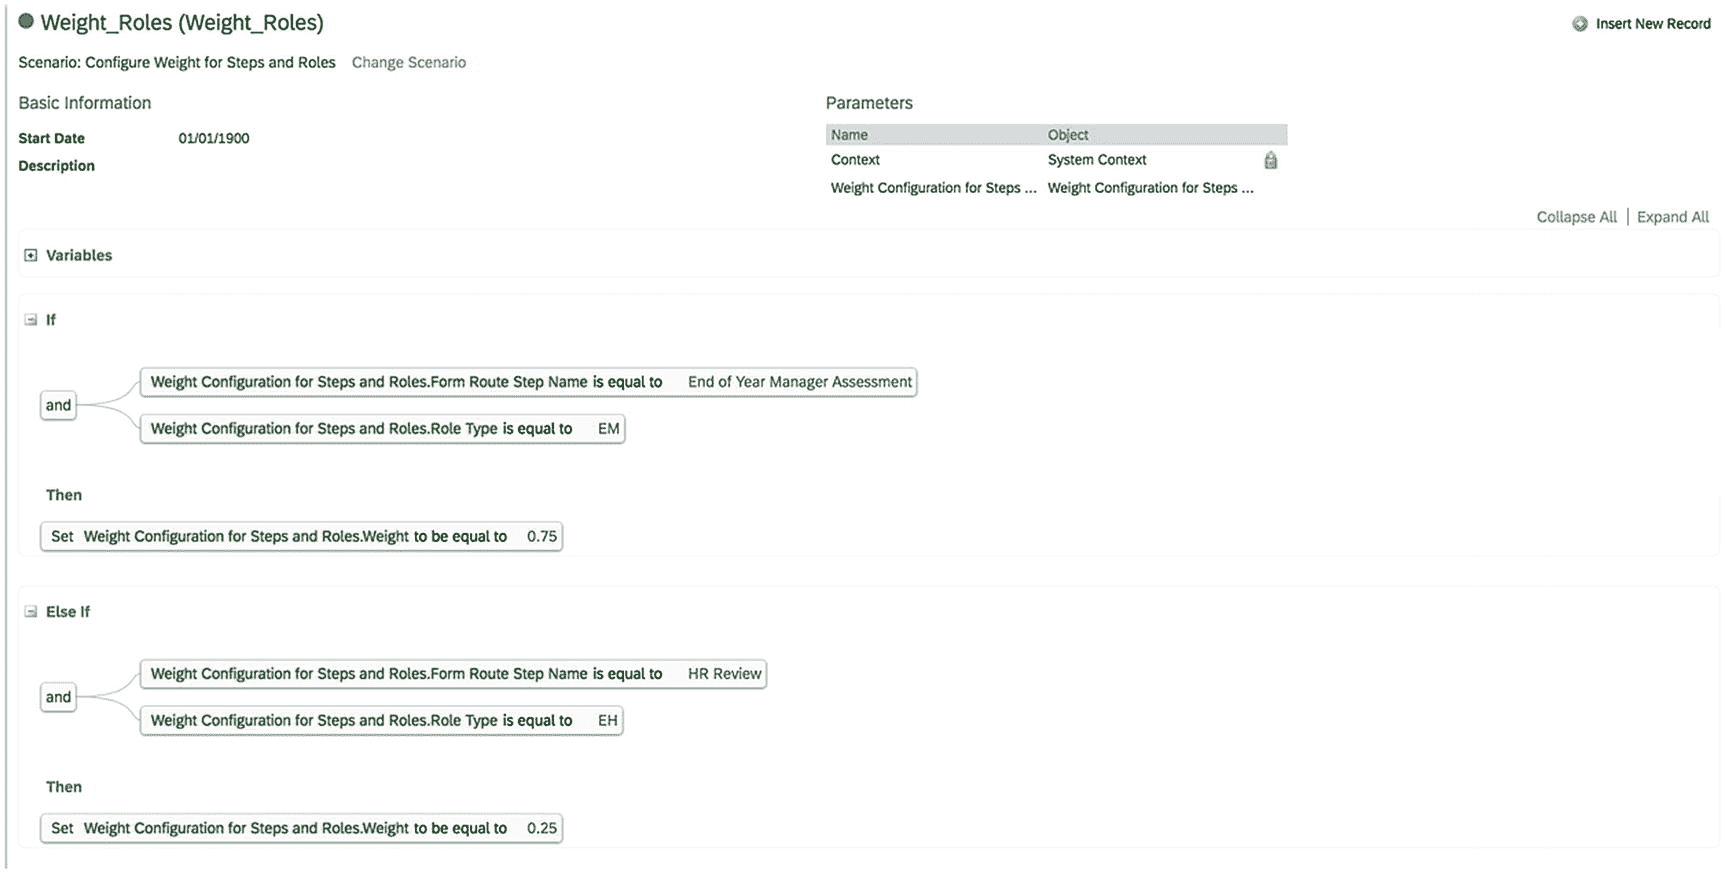 Weight_Roles (Weight_Roles)
Insert New Record
Scenario: Configure Weight for Steps and Roles Change Scenario
Basic Information
Start Date 01/01/1900
Description
Parameters
Name Object
Context System Context
Weight Configuration for Steps ... Weight Configuration for Steps ...
Collapse All | Expand All
Variables
If
Weight Configuration for Steps and Roles.Form Route Step Name is equal to End of Year Manager Assessment
and
Weight Configuration for Steps and Roles.Role Type is equal to EM
Then
Set Weight Configuration for Steps and Roles.Weight to be equal to 0.75
Else If
Weight Configuration for Steps and Roles.Form Route Step Name is equal to HR Review
and
Weight Configuration for Steps and Roles.Role Type is equal to EH
Then
Set Weight Configuration for Steps and Roles.Weight to be equal to 0.25